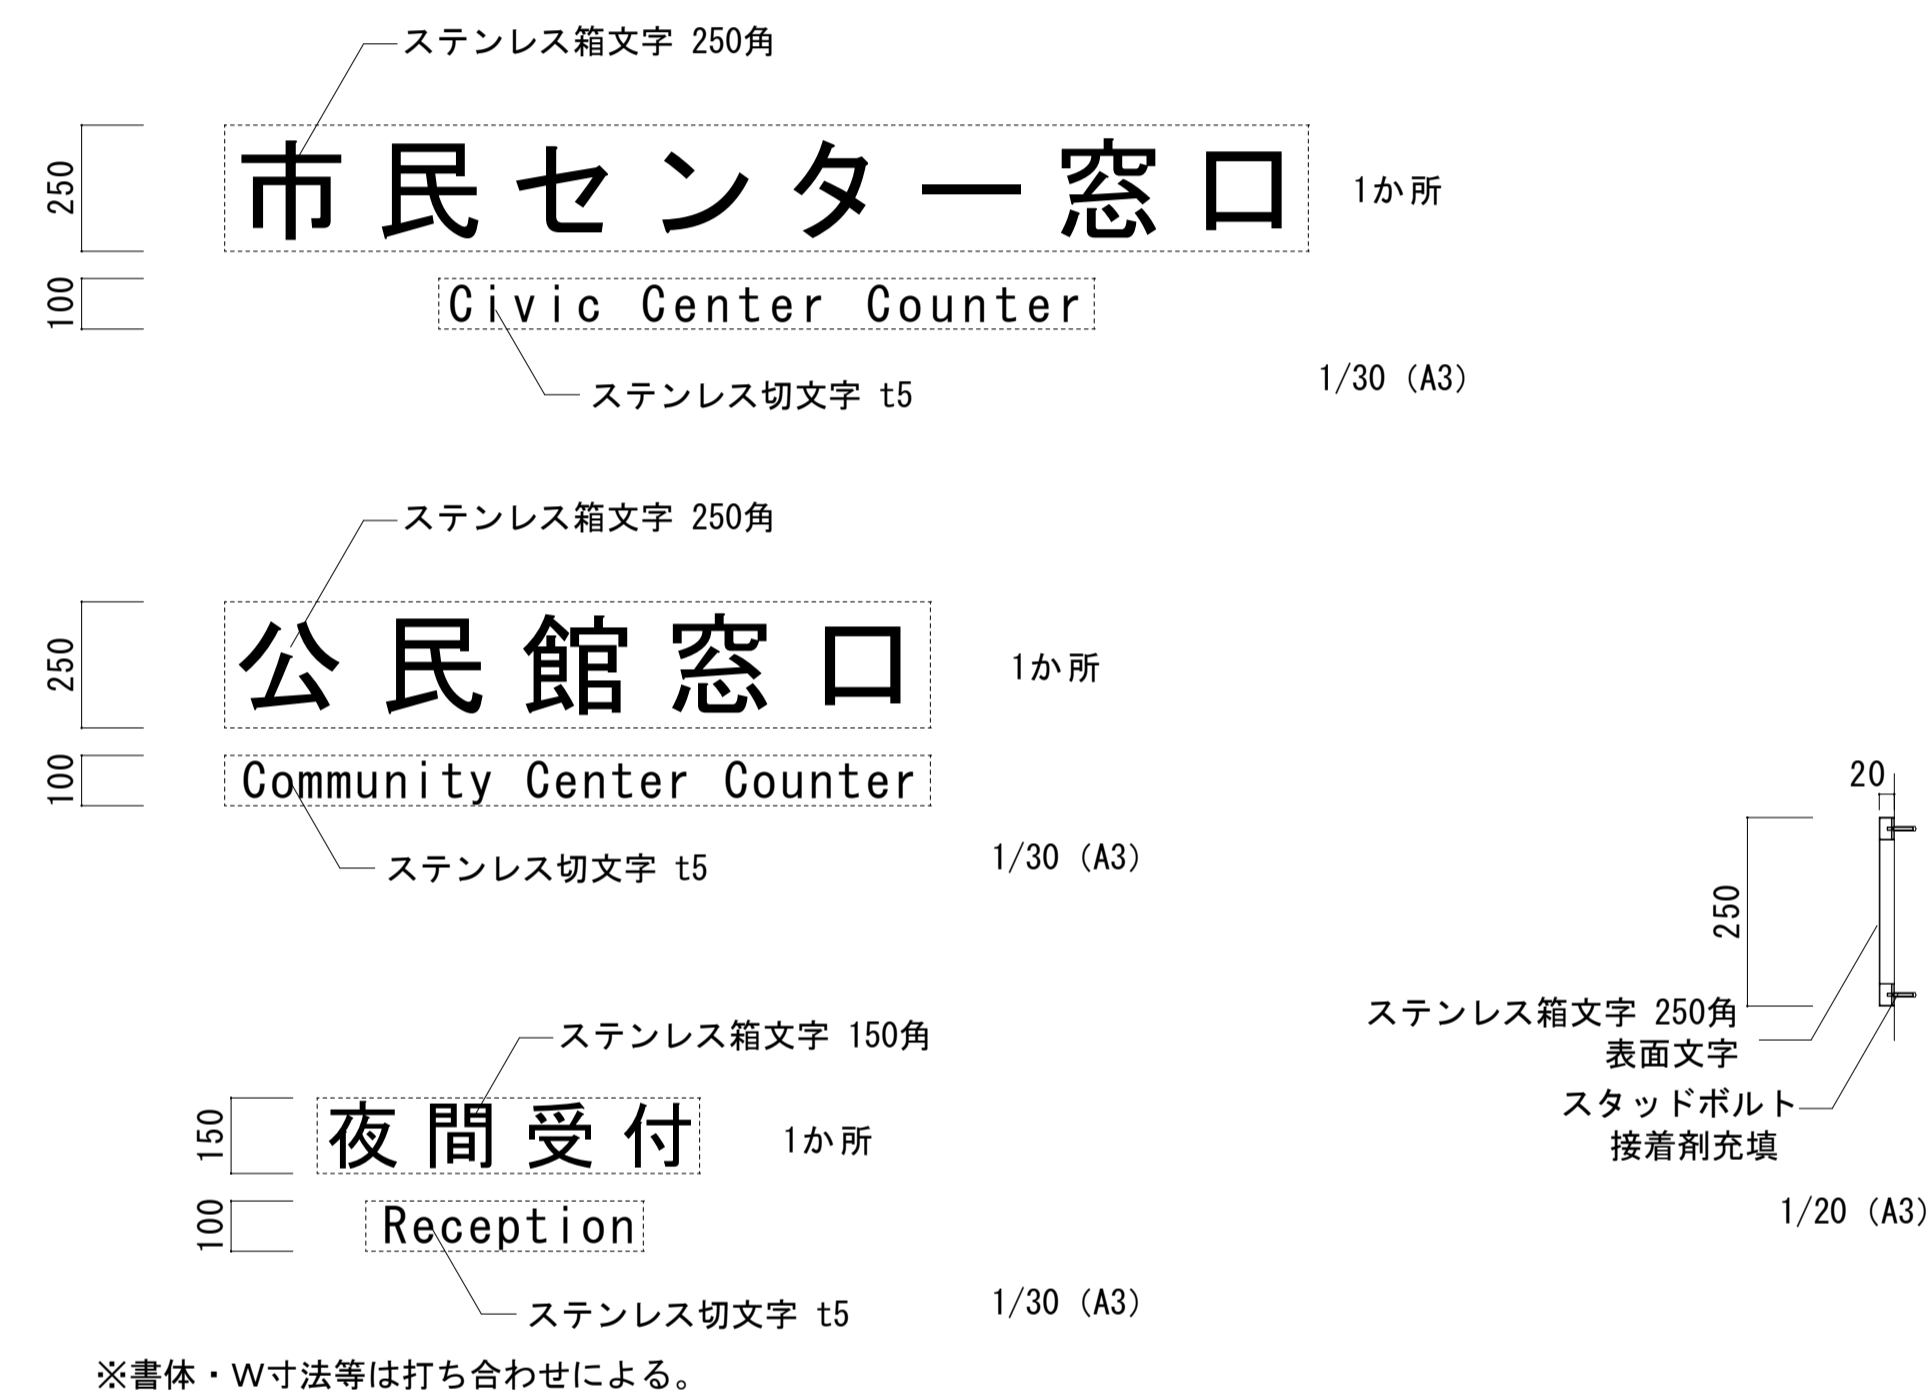 ステンレス箱文字 250角
250
市民センター窓口
1か所
100
Civic Center Counter
ステンレス切文字 t5
1/30 (A3)
ステンレス箱文字 250角
250
公民館窓口
1か所
100
Community Center Counter
ステンレス切文字 t5
1/30 (A3)
ステンレス箱文字 150角
150
夜間受付
1か所
100
Reception
ステンレス切文字 t5
1/30 (A3)
20
250
ステンレス箱文字 250角
表面文字
スタッドボルト
接着剤充填
1/20 (A3)
※書体・W寸法等は打ち合わせによる。